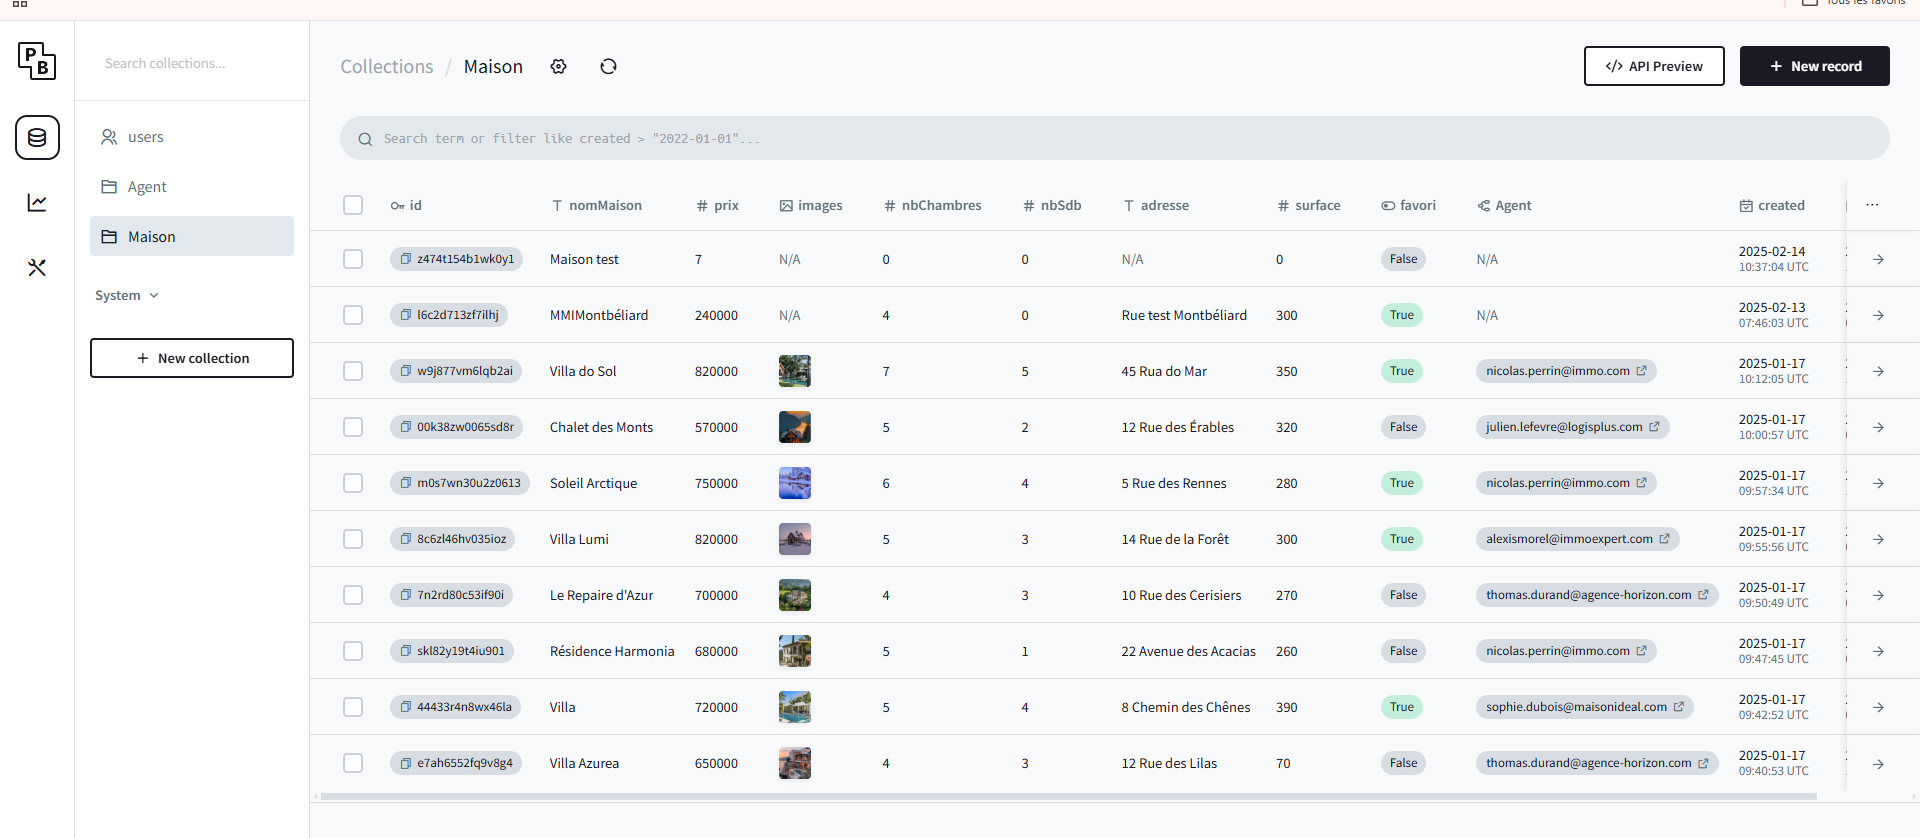 Tous les favoris
P
B
Search collections...
users
Agent
Maison
System
New collection
Collections / Maison
</> API Preview
New record
Search term or filter like created > "2022-01-01"...
id nomMaison # prix images # nbChambres # nbSdb adresse # surface favori Agent created ...
z474t154b1wk0y1 Maison test 7 N/A 0 0 N/A 0 False N/A 2025-02-14
10:37:04 UTC
l6c2d713zf7ilhj MMIMontbéliard 240000 N/A 4 0 Rue test Montbéliard 300 True N/A 2025-02-13
07:46:03 UTC
w9j877vm6lqb2ai Villa do Sol 820000 7 5 45 Rua do Mar 350 True nicolas.perrin@immo.com 2025-01-17
10:12:05 UTC
00k38zw0065sd8r Chalet des Monts 570000 5 2 12 Rue des Érables 320 False julien.lefevre@logisplus.com 2025-01-17
10:00:57 UTC
m0s7wn30u2z0613 Soleil Arctique 750000 6 4 5 Rue des Rennes 280 True nicolas.perrin@immo.com 2025-01-17
09:57:34 UTC
8c6zl46hv035ioz Villa Lumi 820000 5 3 14 Rue de la Forêt 300 True alexismorel@immoexpert.com 2025-01-17
09:55:56 UTC
7n2rd80c53if90i Le Repaire d'Azur 700000 4 3 10 Rue des Cerisiers 270 False thomas.durand@agence-horizon.com 2025-01-17
09:50:49 UTC
skl82y19t4iu901 Résidence Harmonia 680000 5 1 22 Avenue des Acacias 260 False nicolas.perrin@immo.com 2025-01-17
09:47:45 UTC
44433r4n8wx46la Villa 720000 5 4 8 Chemin des Chênes 390 True sophie.dubois@maisonideal.com 2025-01-17
09:42:52 UTC
e7ah6552fq9v8g4 Villa Azurea 650000 4 3 12 Rue des Lilas 70 False thomas.durand@agence-horizon.com 2025-01-17
09:40:53 UTC